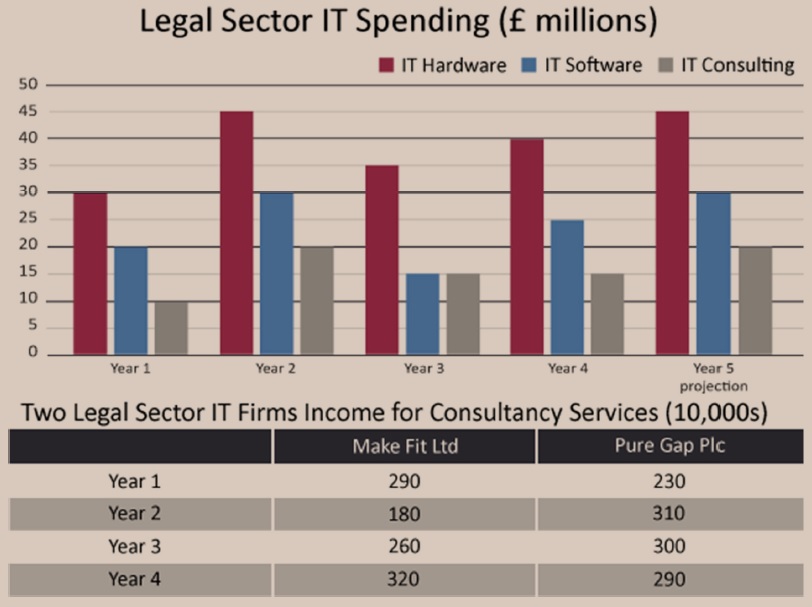 Legal Sector IT Spending (£ millions)
IT Hardware IT Software IT Consulting
50
45
40
35
30
25
20
15
10
5
0
Year 1 Year 2 Year 3 Year 4 Year 5
projection
Two Legal Sector IT Firms Income for Consultancy Services (10,000s)
Make Fit Ltd Pure Gap Plc
Year 1 290 230
Year 2 180 310
Year 3 260 300
Year 4 320 290